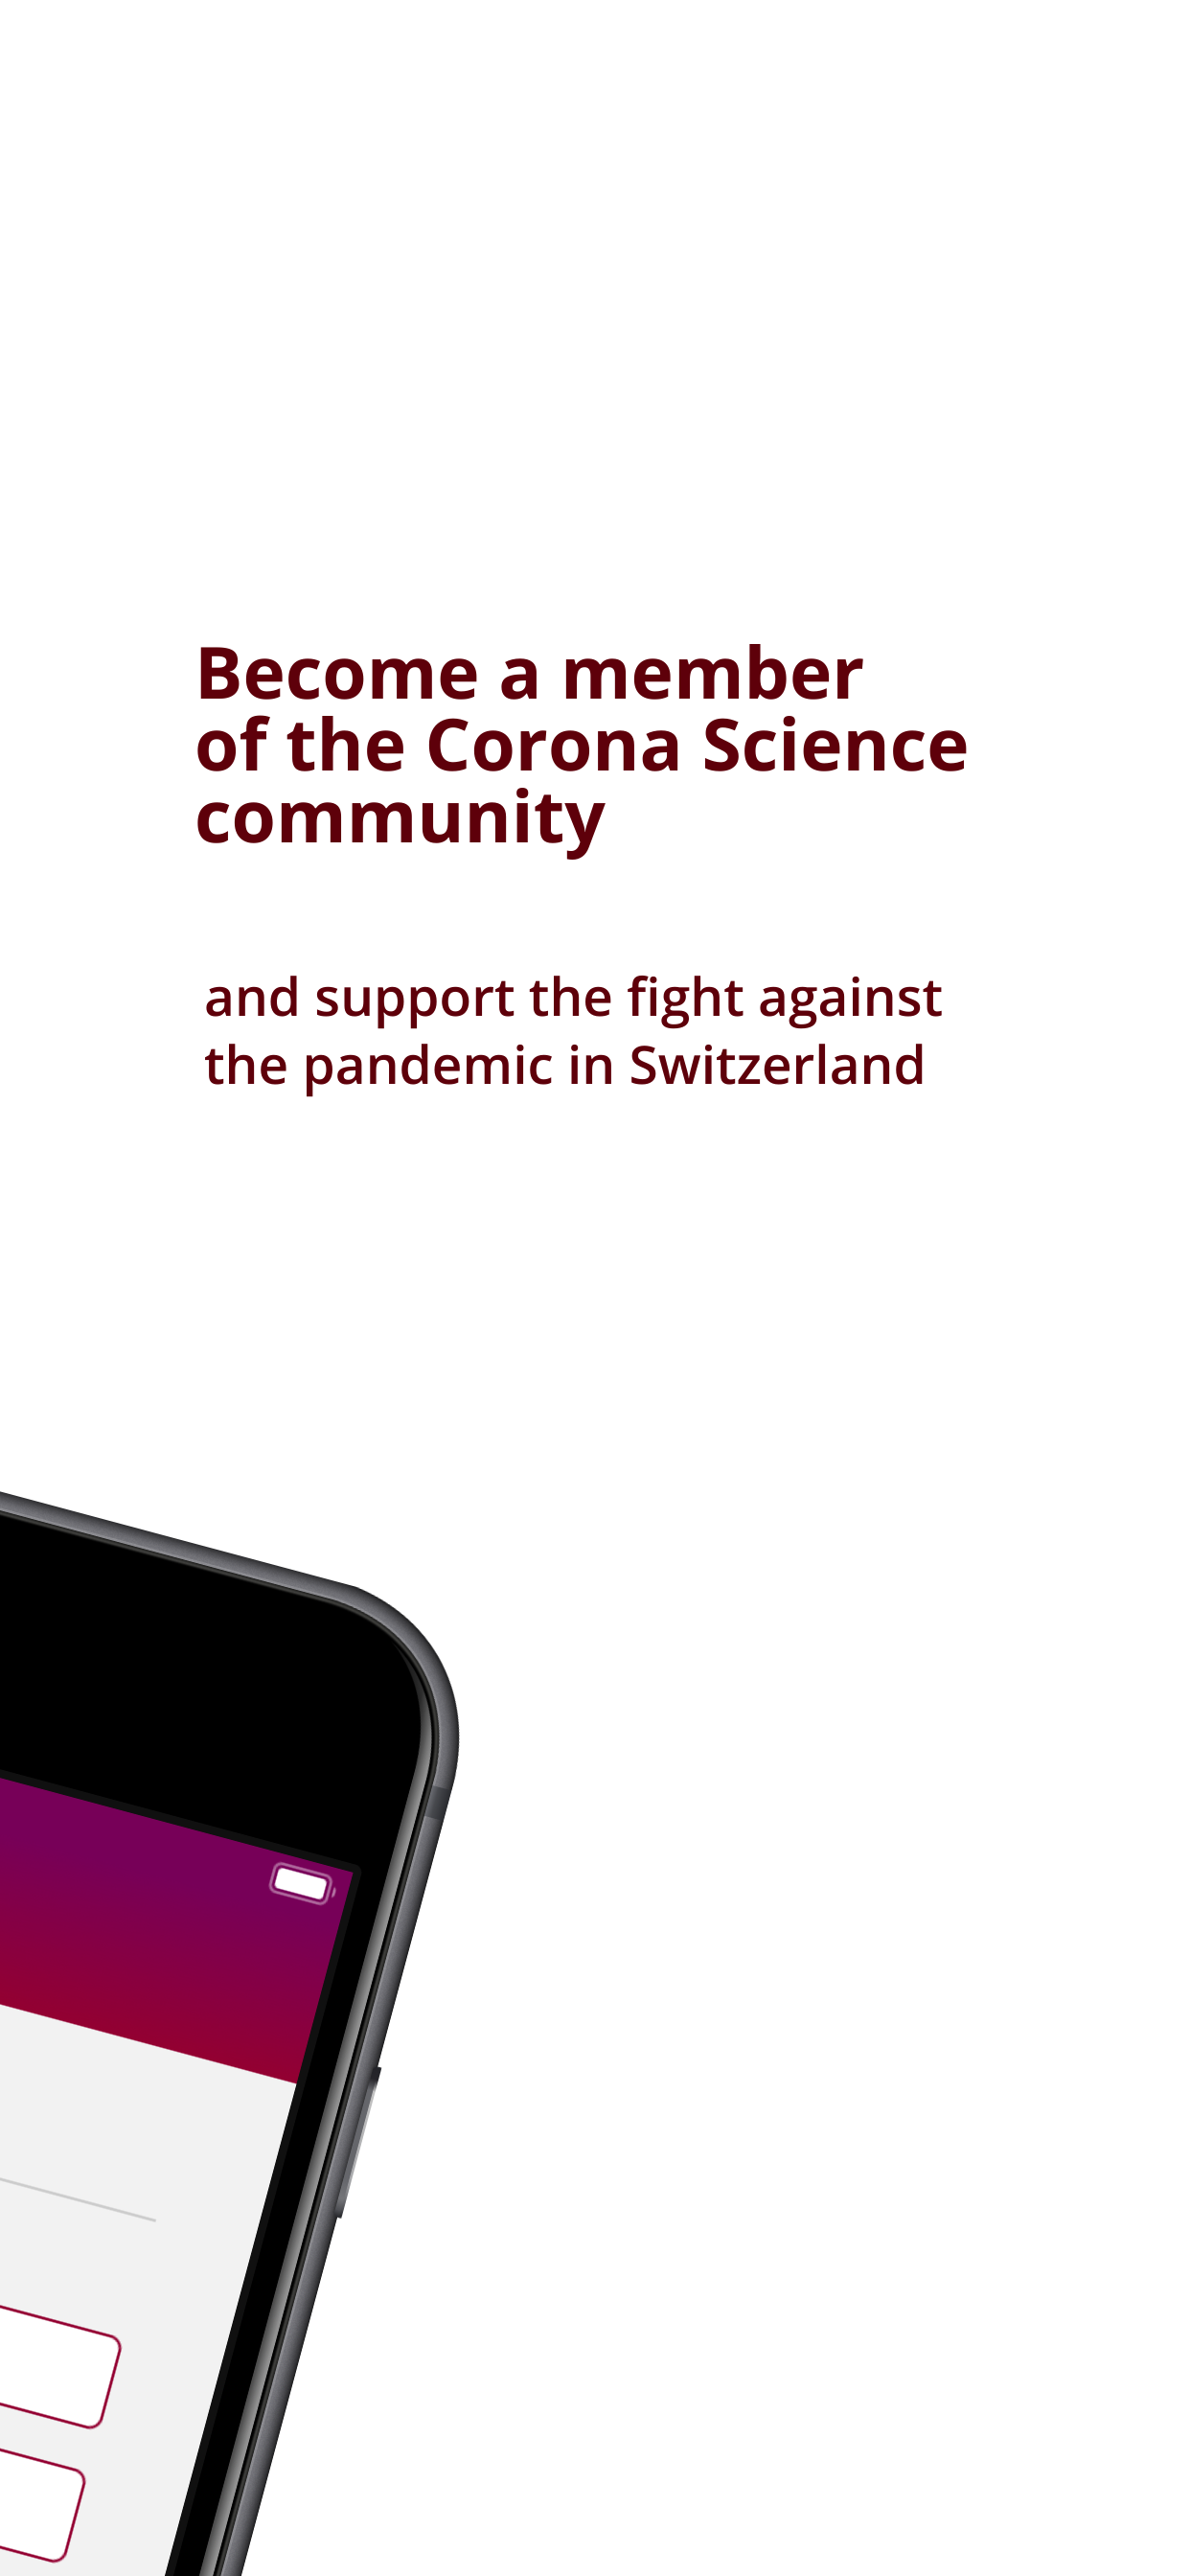 Become a member
of the Corona Science
community
and support the fight against
the pandemic in Switzerland